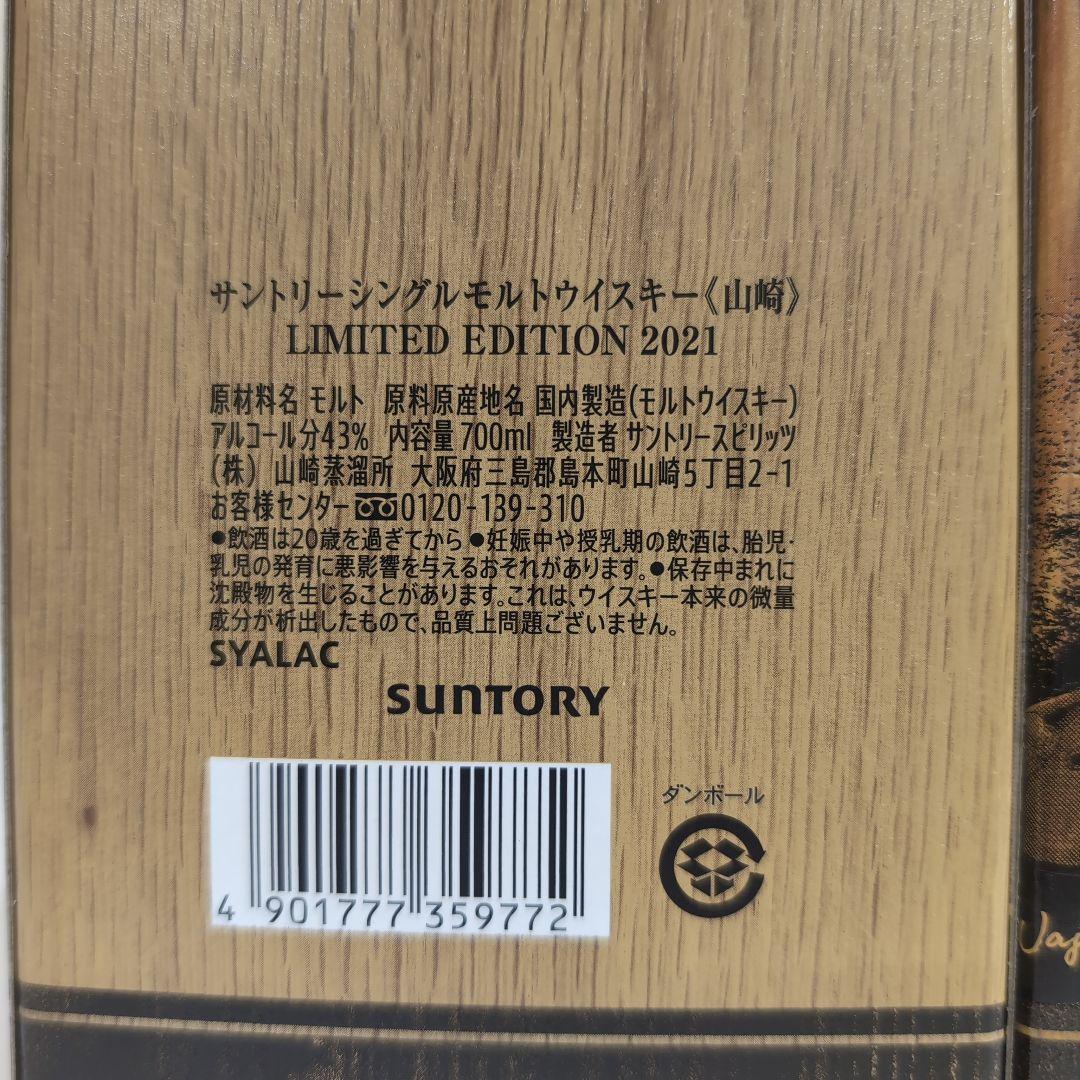 サントリーシングルモルトウイスキー《山崎》
LIMITED EDITION 2021
原材料名 モルト 原料原産地名 国内製造(モルトウイスキー)
アルコール分43% 内容量 700ml 製造者 サントリースピリッツ
(株) 山崎蒸溜所 大阪府三島郡島本町山崎5丁目2-1
お客様センター 0120-139-310
●飲酒は20歳を過ぎてから ●妊娠中や授乳期の飲酒は、胎児・
乳児の発育に悪影響を与えるおそれがあります。●保存中まれに
沈殿物を生じることがあります。これは、ウイスキー本来の微量
成分が析出したもので、品質上問題ございません。
SYALAC
SUNTORY
ダンボール
4 901777 359772